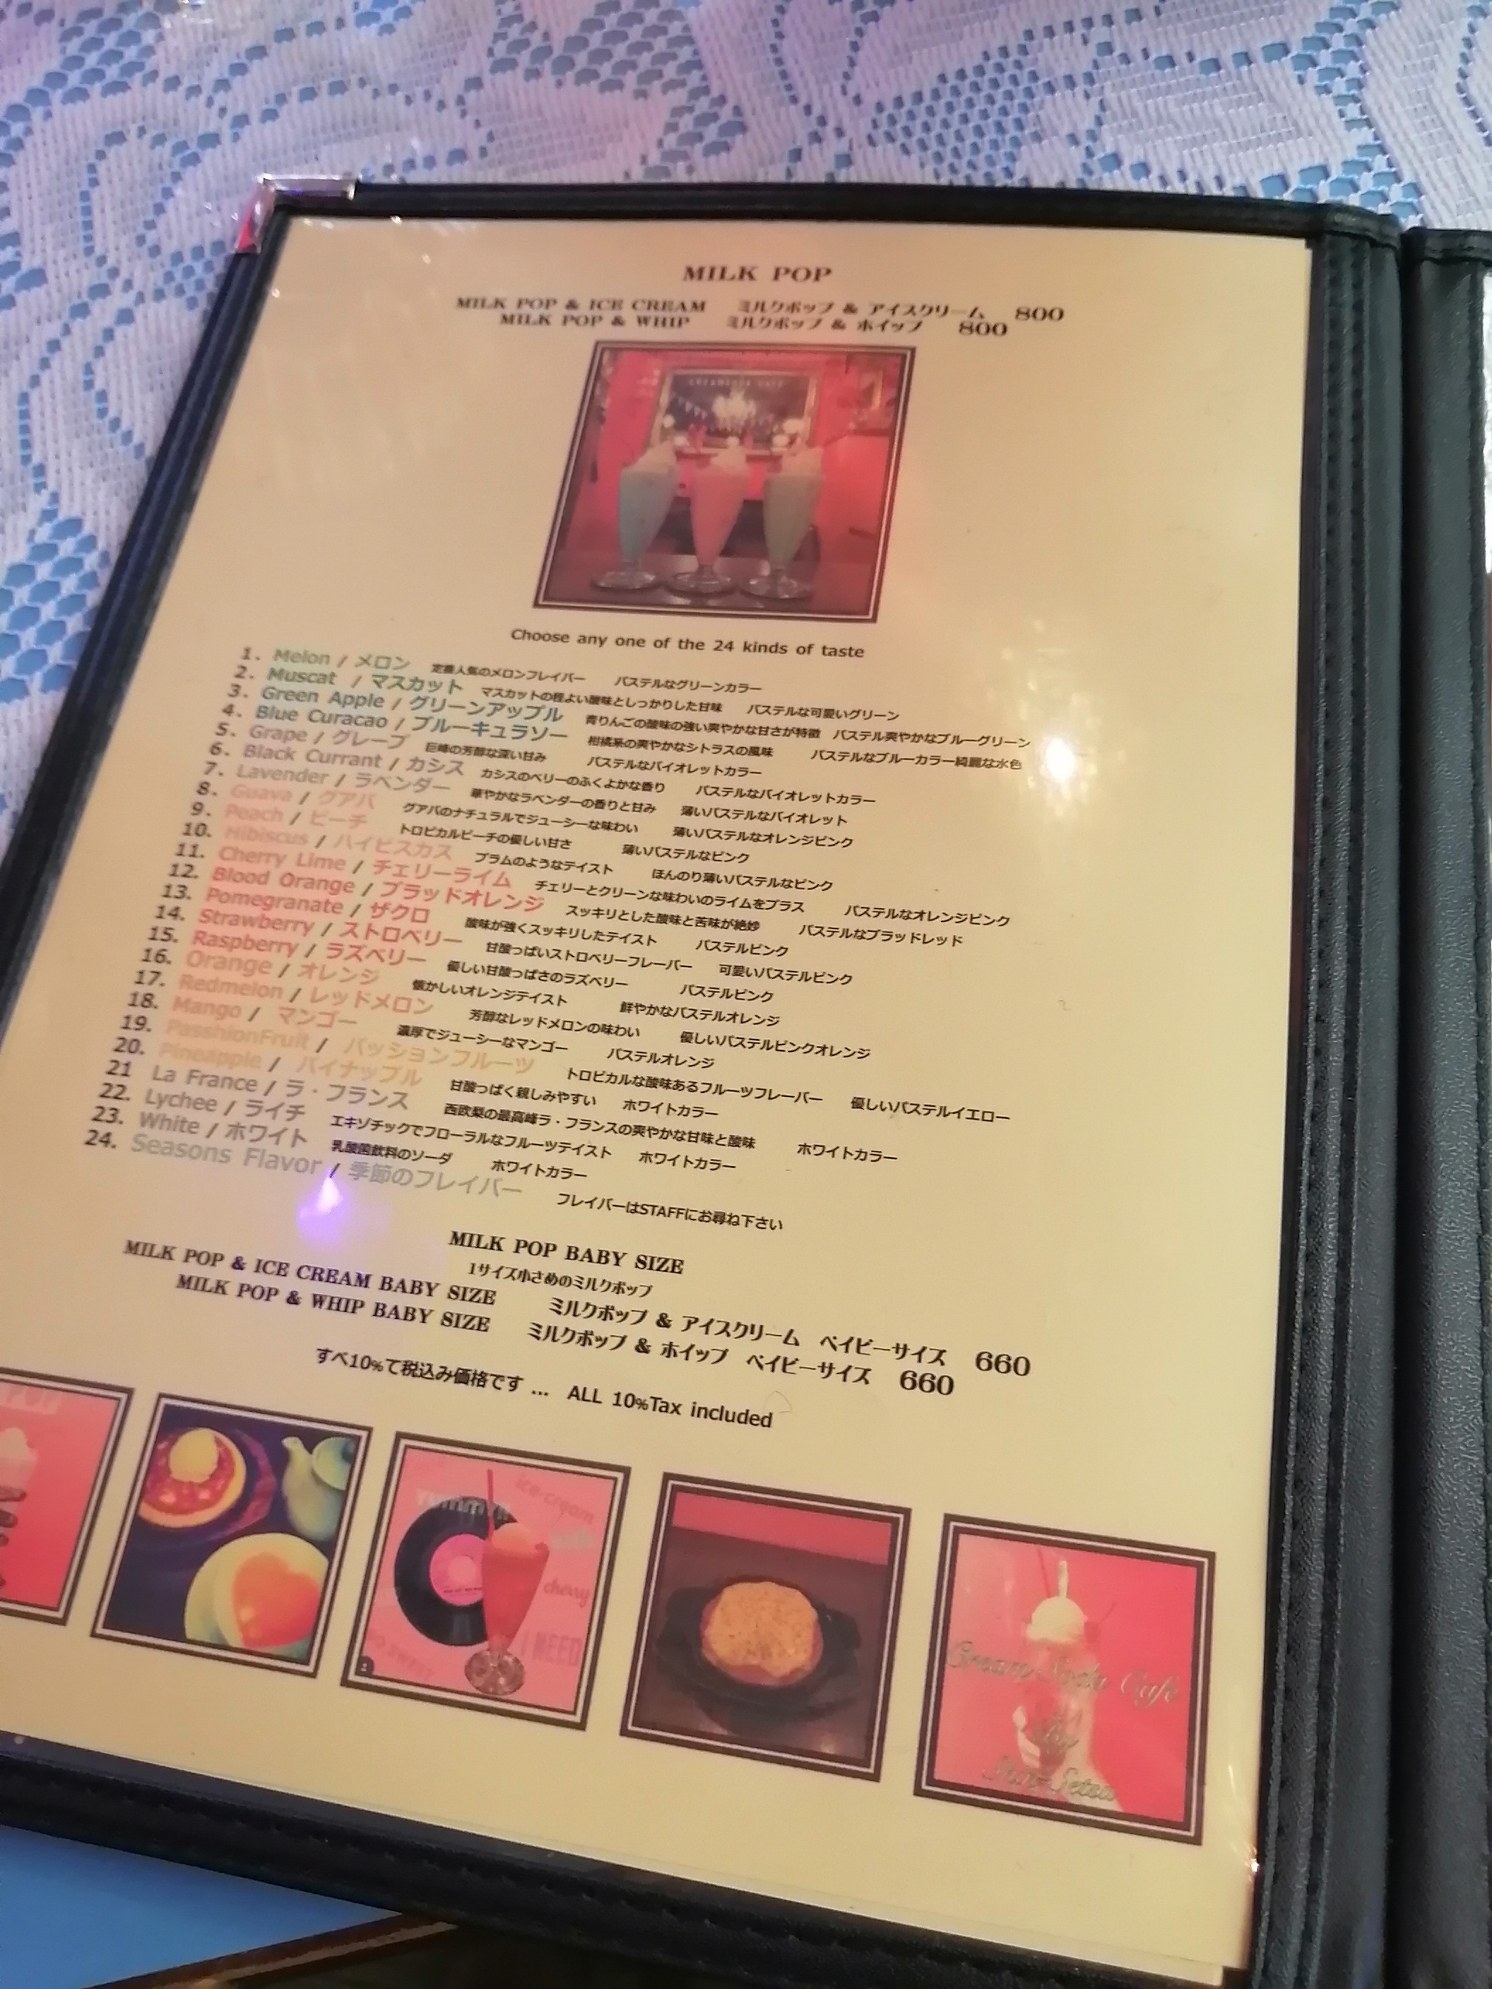 MILK POP
MILK POP & ICE CREAM ミルクポップ & アイスクリーム 800
MILK POP & WHIP ミルクポップ & ホイップ 800
Choose any one of the 24 kinds of taste
1. Melon / メロン 定番人気のメロンフレイバー パステルなグリーンカラー
2. Muscat / マスカット マスカットの程よい酸味としっかりした甘味 パステルな可愛いグリーン
3. Green Apple / グリーンアップル 青りんごの酸味の強い爽やかな甘さが特徴 パステル爽やかなブルーグリーン
4. Blue Curacao / ブルーキュラソー 柑橘系の爽やかなシトラスの風味 パステルなブルーカラー綺麗な水色
5. Grape / グレープ 巨峰の芳醇な深い甘み パステルなバイオレットカラー
6. Black Currant / カシス カシスのベリーのふくよかな香り パステルなバイオレットカラー
7. Lavender / ラベンダー 華やかなラベンダーの香りと甘み 薄いパステルなバイオレット
8. Guava / グアバ グアバのナチュラルでジューシーな味わい 薄いパステルなオレンジピンク
9. Peach / ピーチ トロピカルピーチの優しい甘さ 薄いパステルなピンク
10. Hibiscus / ハイビスカス プラムのようなテイスト ほんのり薄いパステルなピンク
11. Cherry Lime / チェリーライム チェリーとクリーンな味わいのライムをプラス パステルなオレンジピンク
12. Blood Orange / ブラッドオレンジ スッキリとした酸味と苦味が絶妙 パステルなブラッドレッド
13. Pomegranate / ザクロ 酸味が強くスッキリしたテイスト パステルピンク
14. Strawberry / ストロベリー 甘酸っぱいストロベリーフレーバー 可愛いパステルピンク
15. Raspberry / ラズベリー 優しい甘酸っぱさのラズベリー パステルピンク
16. Orange / オレンジ 懐かしいオレンジテイスト 鮮やかなパステルオレンジ
17. Redmelon / レッドメロン 芳醇なレッドメロンの味わい 優しいパステルピンクオレンジ
18. Mango / マンゴー 濃厚でジューシーなマンゴー パステルオレンジ
19. PasshionFruit / パッションフルーツ トロピカルな酸味あるフルーツフレーバー 優しいパステルイエロー
20. Pineapple / パイナップル 甘酸っぱく親しみやすい ホワイトカラー
21 La France / ラ・フランス 西欧梨の最高峰ラ・フランスの爽やかな甘味と酸味 ホワイトカラー
22. Lychee / ライチ エキゾチックでフローラルなフルーツテイスト ホワイトカラー
23. White / ホワイト 乳酸菌飲料のソーダ ホワイトカラー
24. Seasons Flavor / 季節のフレイバー フレイバーはSTAFFにお尋ね下さい
MILK POP BABY SIZE
1サイズ小さめのミルクポップ
MILK POP & ICE CREAM BABY SIZE ミルクポップ & アイスクリーム ベイビーサイズ 660
MILK POP & WHIP BABY SIZE ミルクポップ & ホイップ ベイビーサイズ 660
すべ10%て税込み価格です ... ALL 10%Tax included
ice-cream
cherry
I NEED
Cream Soda Cafe